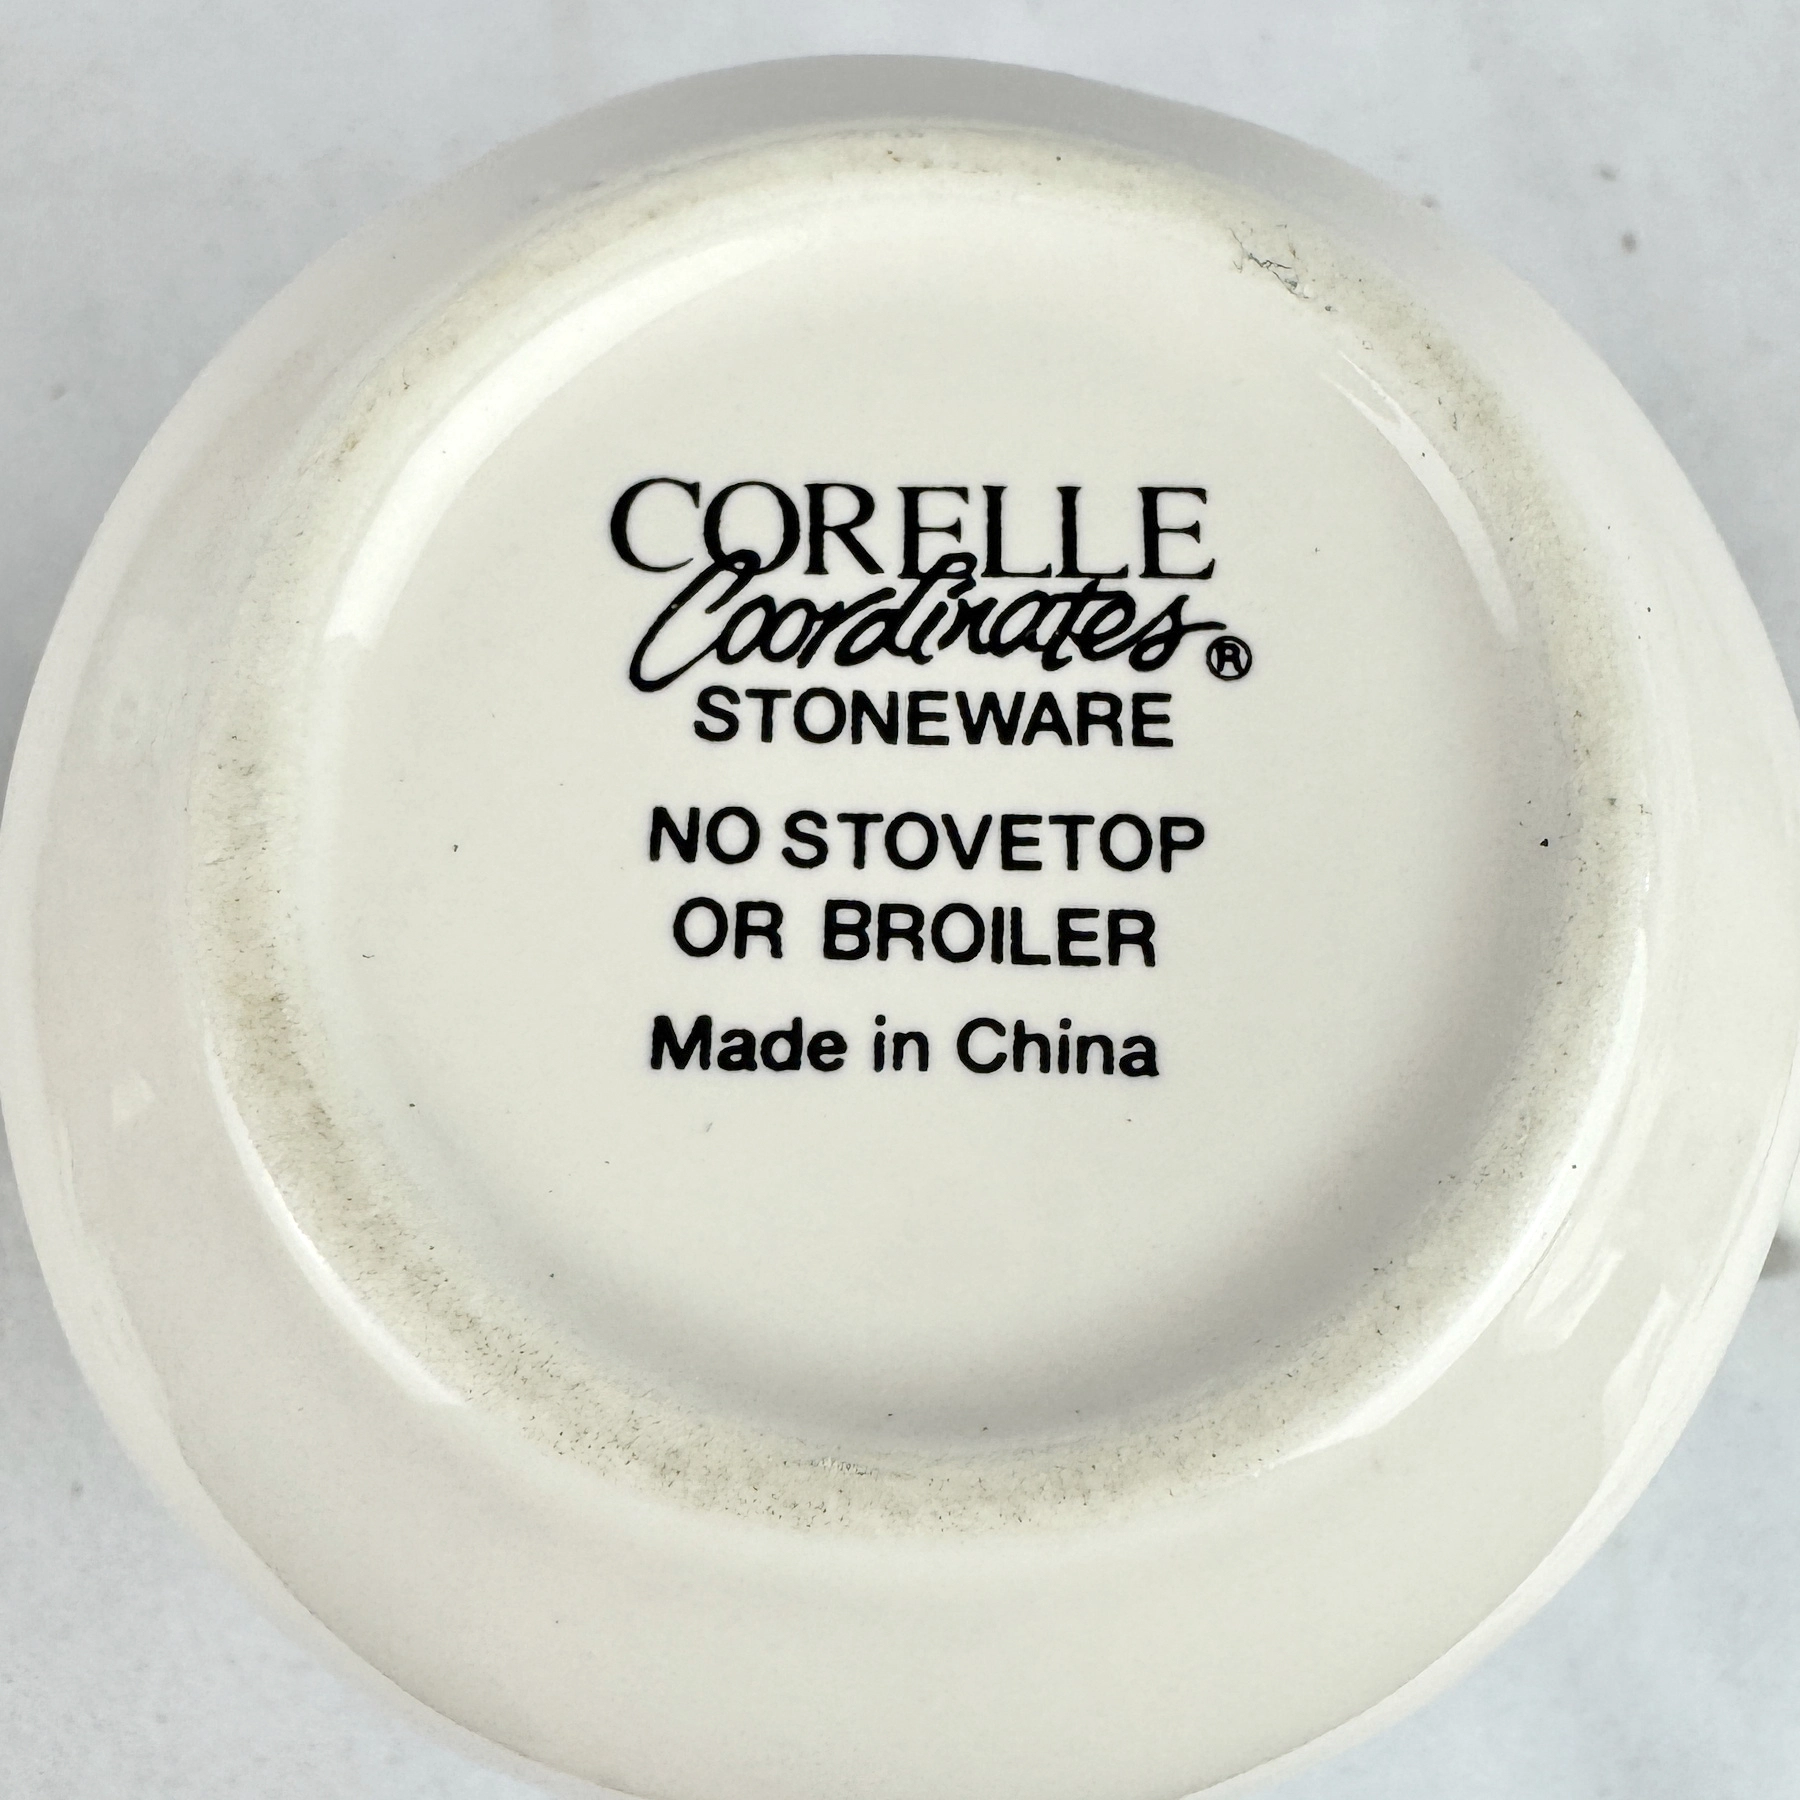 CORELLE
Coordinates®
STONEWARE
NO STOVETOP
OR BROILER
Made in China